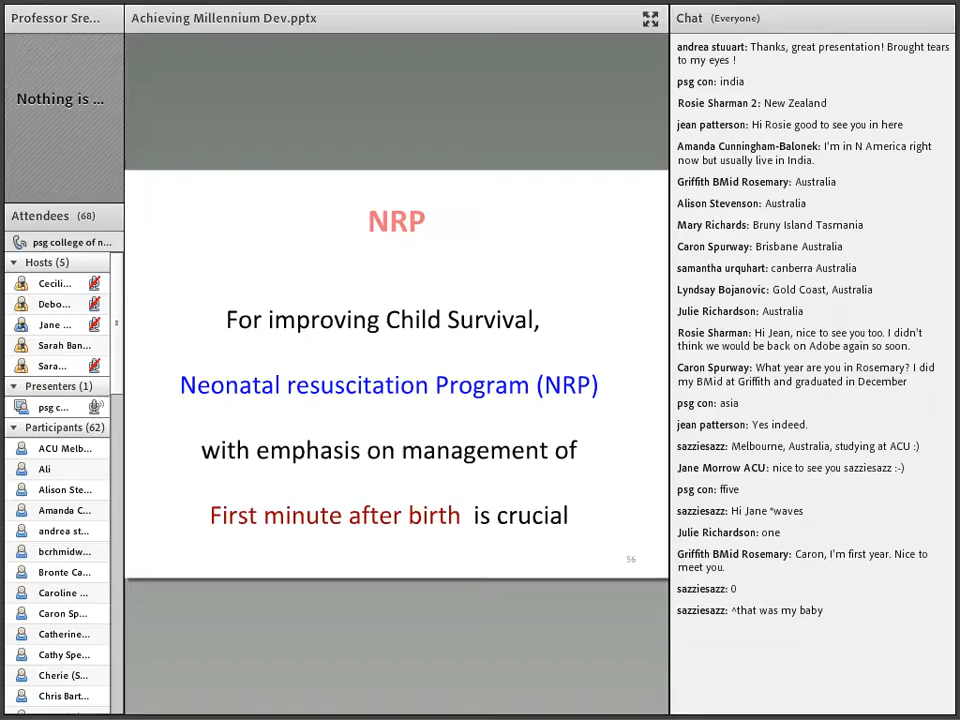 Professor Sre...
Nothing is ...
Attendees (68)
psg college of n...
Hosts (5)
Cecili...
Debo...
Jane ...
Sarah Ban...
Sara...
Presenters (1)
psg c...
Participants (62)
ACU Melb...
Ali
Alison Ste...
Amanda C...
andrea st...
bcrhmidw...
Bronte Ca...
Caroline ...
Caron Sp...
Catherine...
Cathy Spe...
Cherie (S...
Chris Bart...
Achieving Millennium Dev.pptx
NRP
For improving Child Survival,
Neonatal resuscitation Program (NRP)
with emphasis on management of
First minute after birth is crucial
56
Chat (Everyone)
andrea stuuart: Thanks, great presentation! Brought tears
to my eyes !
psg con: india
Rosie Sharman 2: New Zealand
jean patterson: Hi Rosie good to see you in here
Amanda Cunningham-Balonek: I'm in N America right
now but usually live in India.
Griffith BMid Rosemary: Australia
Alison Stevenson: Australia
Mary Richards: Bruny Island Tasmania
Caron Spurway: Brisbane Australia
samantha urquhart: canberra Australia
Lyndsay Bojanovic: Gold Coast, Australia
Julie Richardson: Australia
Rosie Sharman: Hi Jean, nice to see you too. I didn't
think we would be back on Adobe again so soon.
Caron Spurway: What year are you in Rosemary? I did
my BMid at Griffith and graduated in December
psg con: asia
jean patterson: Yes indeed.
sazziesazz: Melbourne, Australia, studying at ACU :)
Jane Morrow ACU: nice to see you sazziesazz :-)
psg con: ffive
sazziesazz: Hi Jane *waves
Julie Richardson: one
Griffith BMid Rosemary: Caron, I'm first year. Nice to
meet you.
sazziesazz: 0
sazziesazz: ^that was my baby